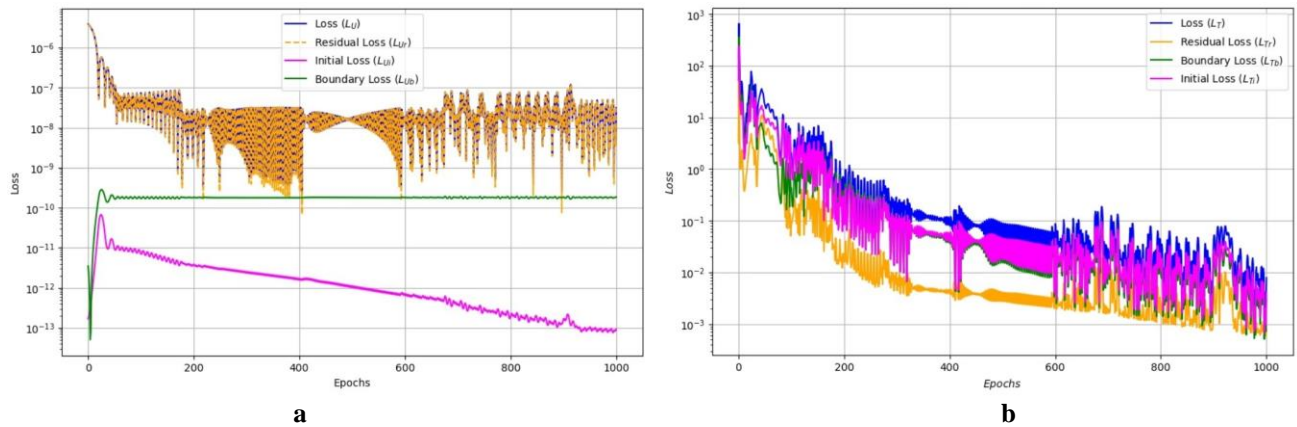 Loss (L_U)
Residual Loss (L_Ur)
Initial Loss (L_Ui)
Boundary Loss (L_Ub)
10^-6
10^-7
10^-8
10^-9
10^-10
10^-11
10^-12
10^-13
Loss
0 200 400 600 800 1000
Epochs
a
Loss (L_T)
Residual Loss (L_Tr)
Boundary Loss (L_Tb)
Initial Loss (L_Ti)
10^3
10^2
10^1
10^0
10^-1
10^-2
10^-3
Loss
0 200 400 600 800 1000
Epochs
b